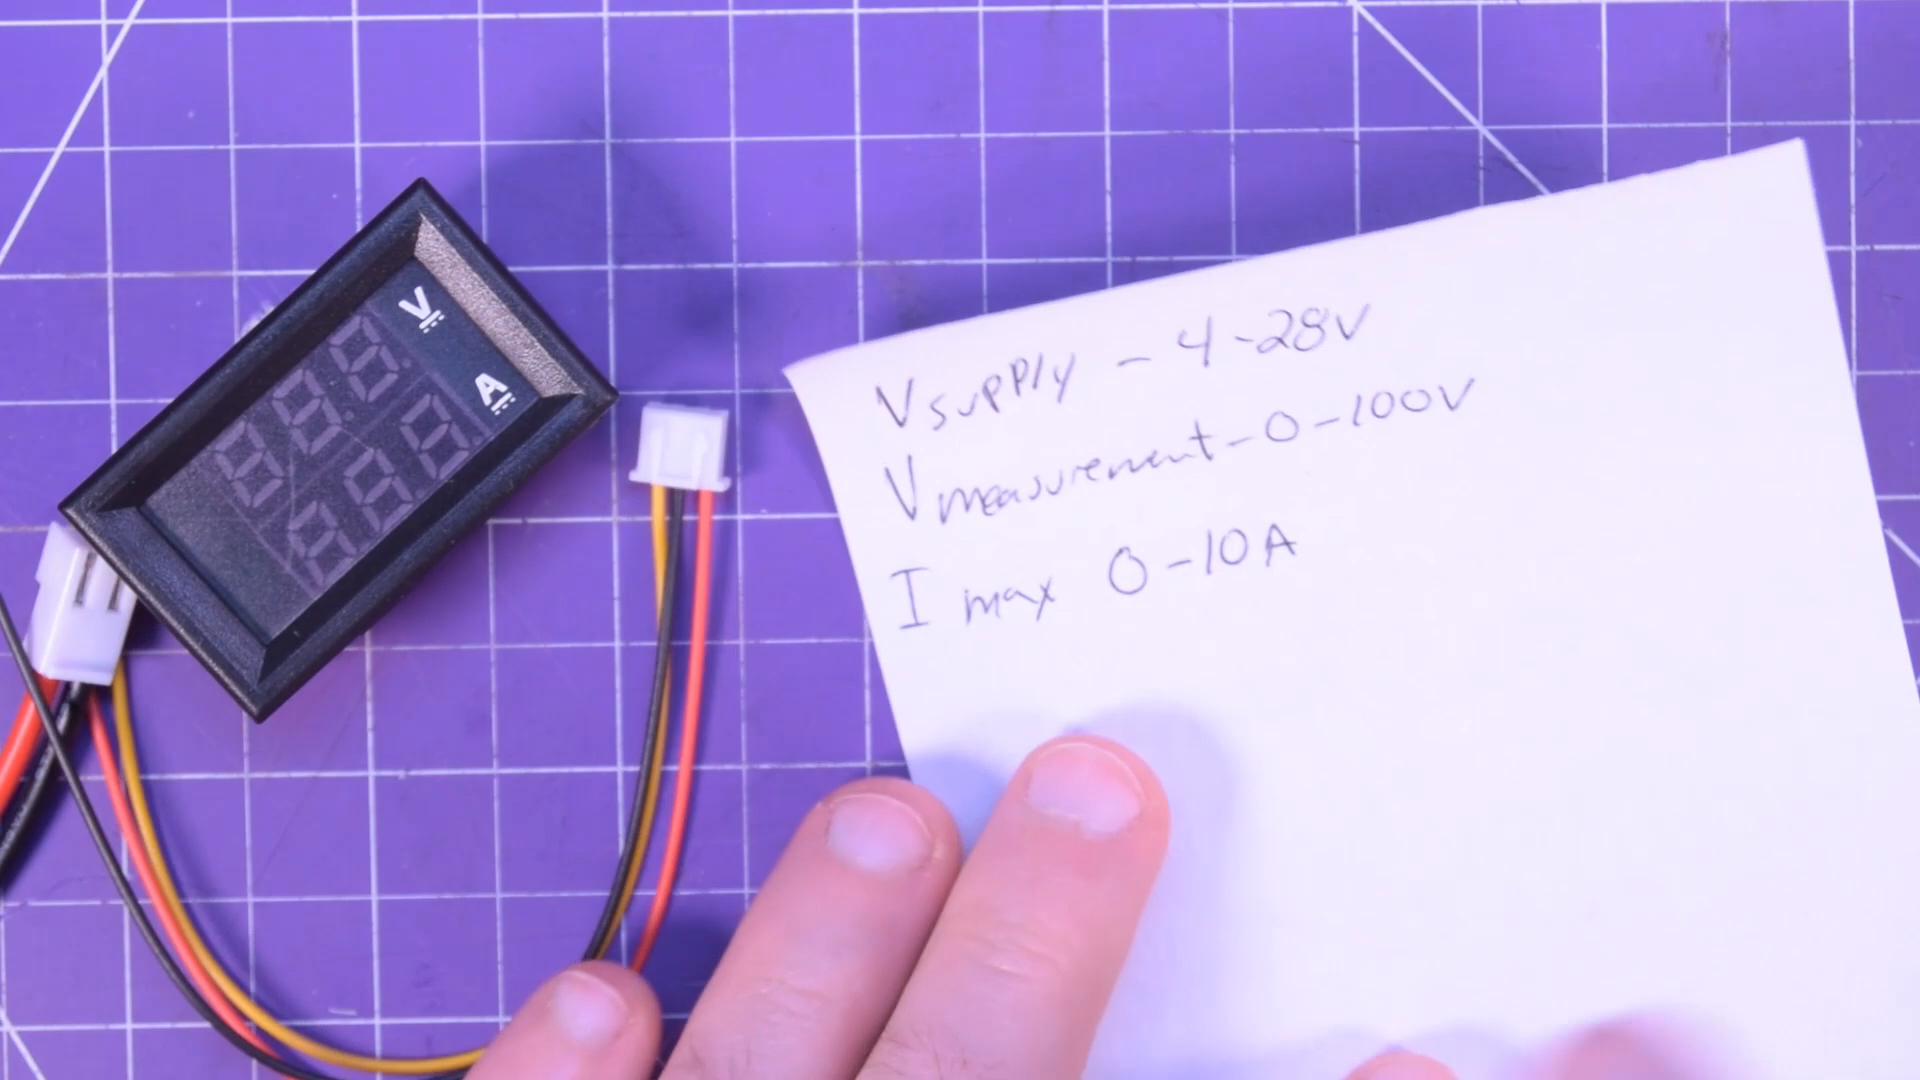 V
A
Vsupply - 4-28V
Vmeasurement - 0-100V
I max 0-10A